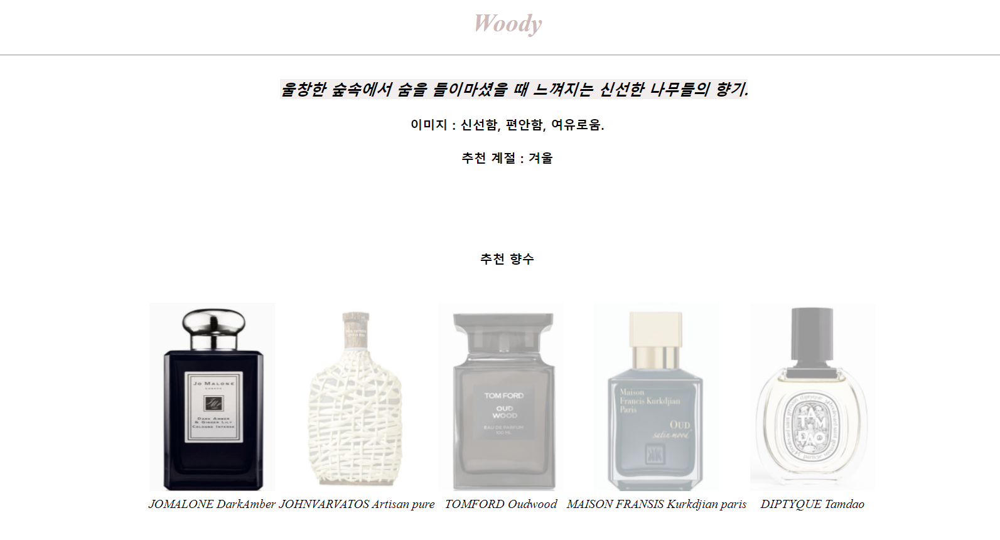 Woody
울창한 숲속에서 숨을 들이마셨을 때 느껴지는 신선한 나무들의 향기.
이미지 : 신선함, 편안함, 여유로움.
추천 계절 : 겨울
추천 향수
JO MALONE
LONDON
DARK AMBER
& GINGER LILY
COLOGNE INTENSE
TOM FORD
OUD
WOOD
EAU DE PARFUM
100 ML
Maison
Francis Kurkdjian
Paris
OUD
satin mood
TAM
DAO
JOMALONE DarkAmber
JOHNVARVATOS Artisan pure
TOMFORD Oudwood
MAISON FRANSIS Kurkdjian paris
DIPTYQUE Tamdao